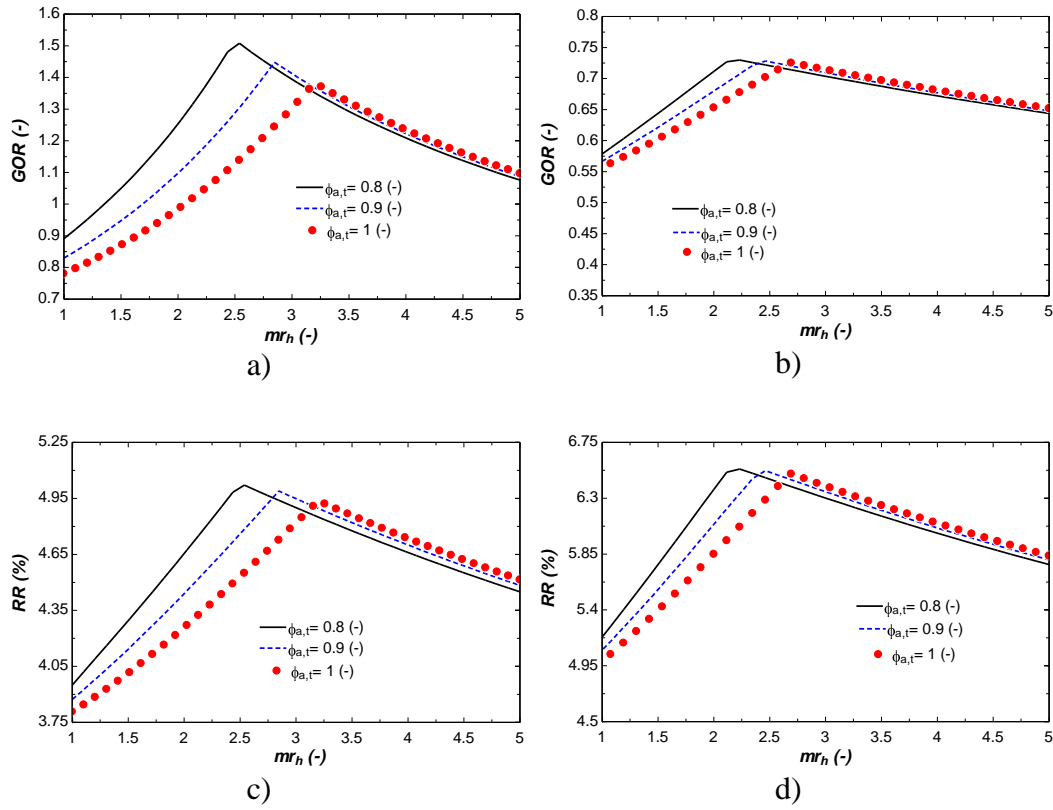 1.6
1.5
1.4
1.3
1.2
1.1
1
0.9
0.8
0.7
GOR (-)
ϕa,t= 0.8 (-)
ϕa,t= 0.9 (-)
ϕa,t= 1 (-)
1 1.5 2 2.5 3 3.5 4 4.5 5
mrh (-)
a)
0.8
0.75
0.7
0.65
0.6
0.55
0.5
0.45
0.4
0.35
GOR (-)
ϕa,t= 0.8 (-)
ϕa,t= 0.9 (-)
ϕa,t= 1 (-)
1 1.5 2 2.5 3 3.5 4 4.5 5
mrh (-)
b)
5.25
4.95
4.65
4.35
4.05
3.75
RR (%)
ϕa,t= 0.8 (-)
ϕa,t= 0.9 (-)
ϕa,t= 1 (-)
1 1.5 2 2.5 3 3.5 4 4.5 5
mrh (-)
c)
6.75
6.3
5.85
5.4
4.95
4.5
RR (%)
ϕa,t= 0.8 (-)
ϕa,t= 0.9 (-)
ϕa,t= 1 (-)
1 1.5 2 2.5 3 3.5 4 4.5 5
mrh (-)
d)